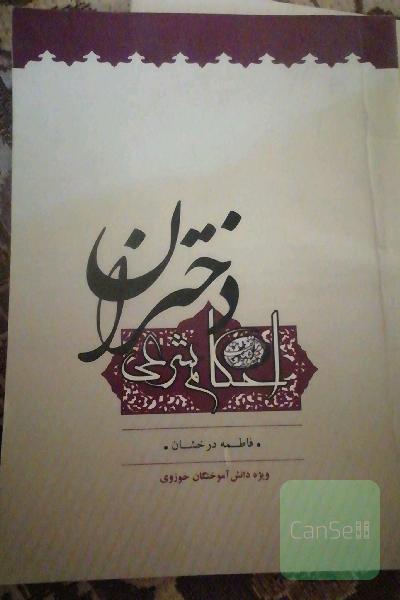 دختران
احکام شرعی
فاطمه درخشان
ویژه دانش آموختگان حوزوی
CanSell